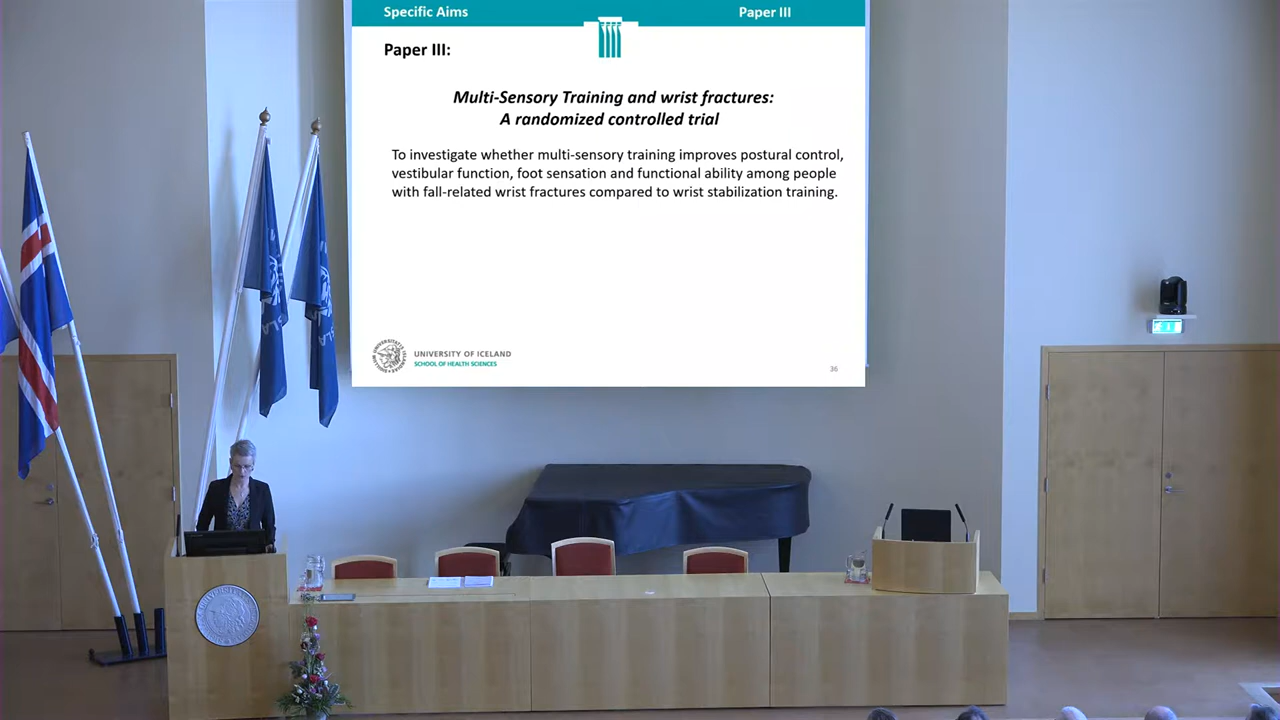 Specific Aims
Paper III
Paper III:
Multi-Sensory Training and wrist fractures:
A randomized controlled trial
To investigate whether multi-sensory training improves postural control,
vestibular function, foot sensation and functional ability among people
with fall-related wrist fractures compared to wrist stabilization training.
UNIVERSITY OF ICELAND
SCHOOL OF HEALTH SCIENCES
36